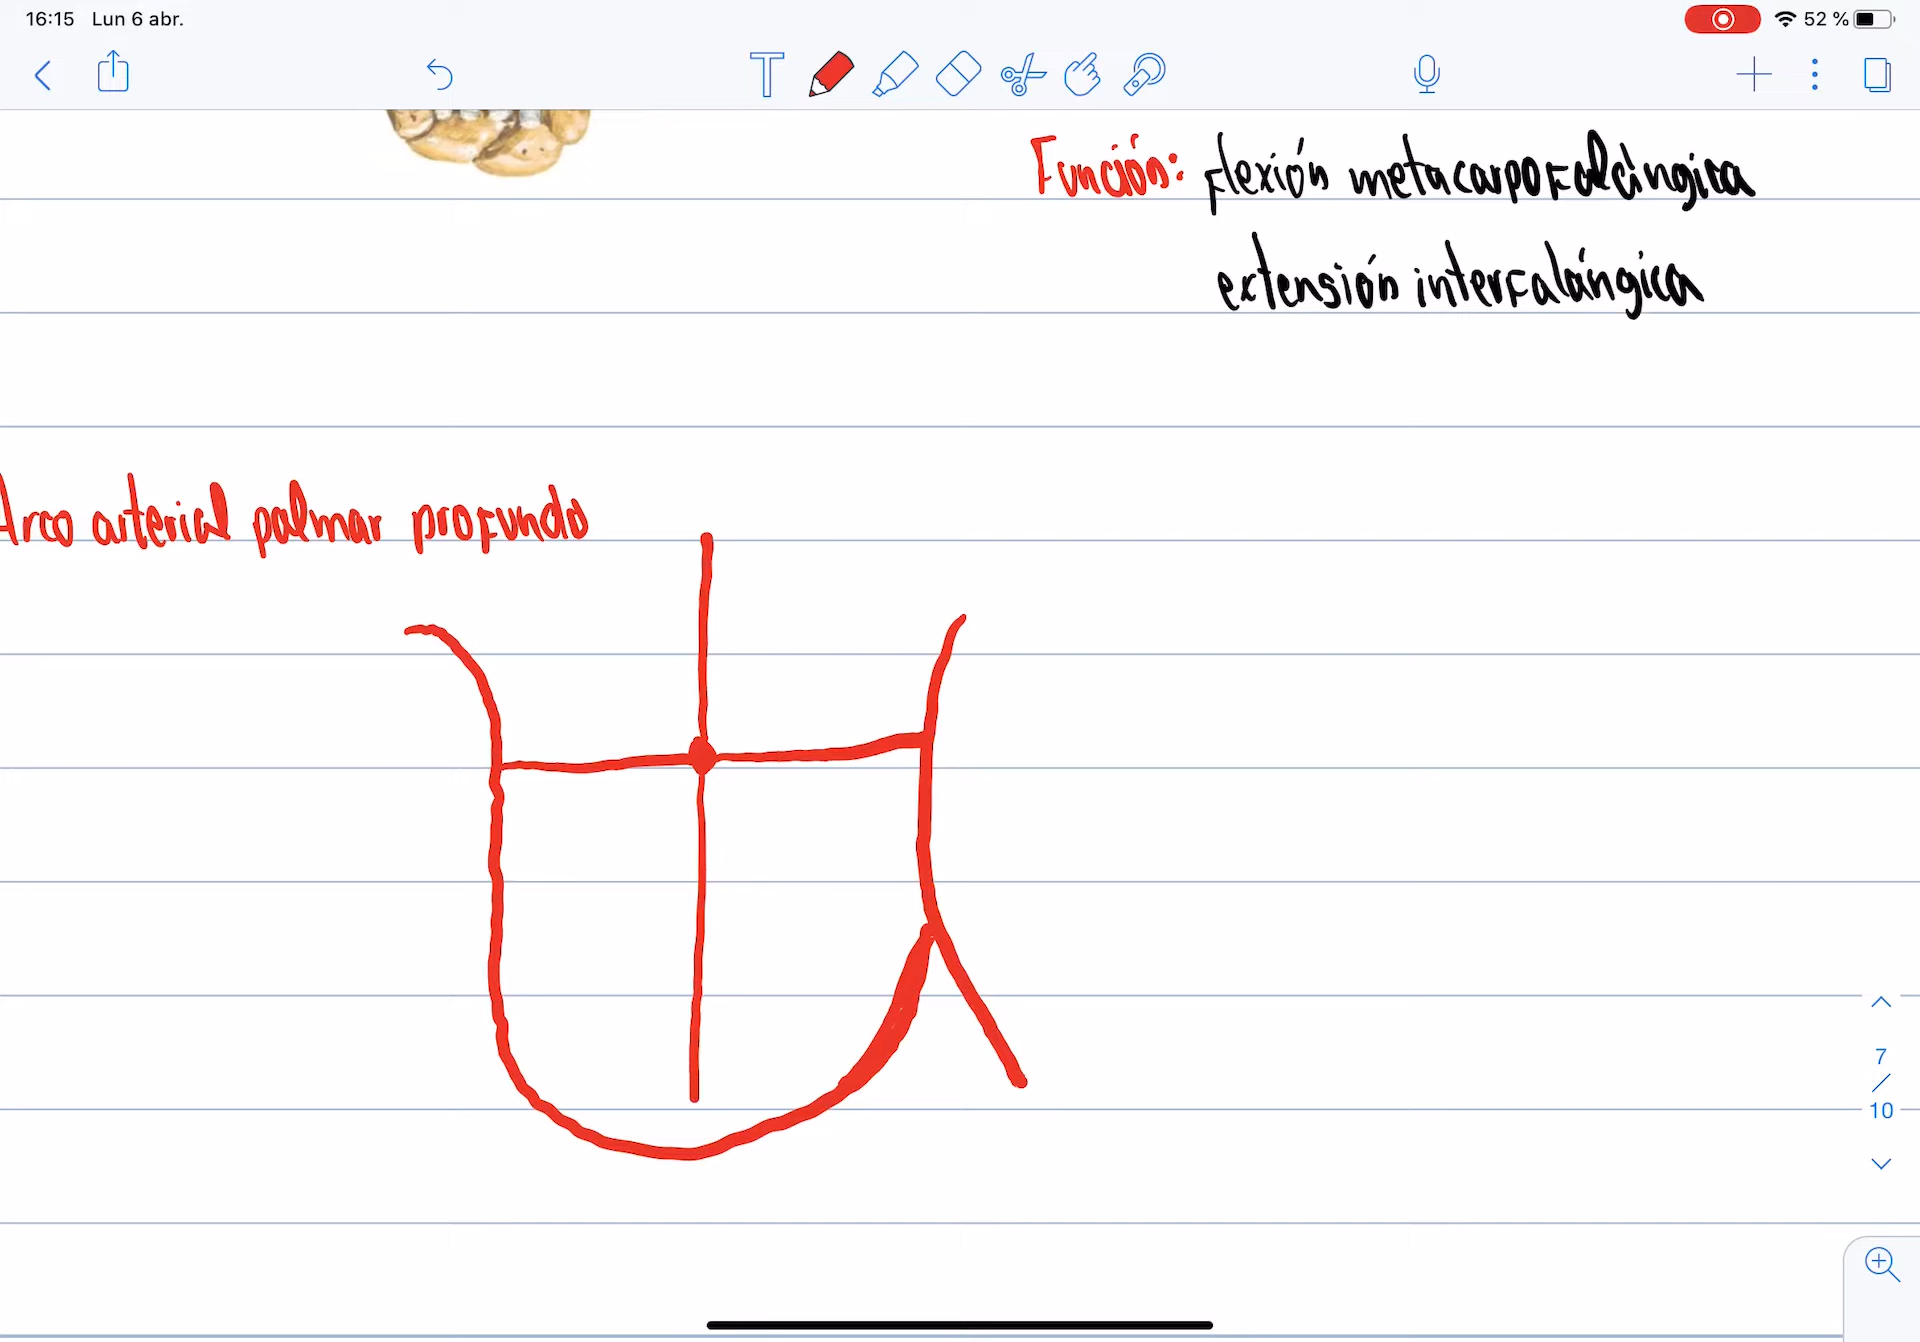 16:15 Lun 6 abr.
52 %
T
Función: Flexión metacarpofalángica
extensión interfalángica
Arco arterial palmar profundo
7
/
10